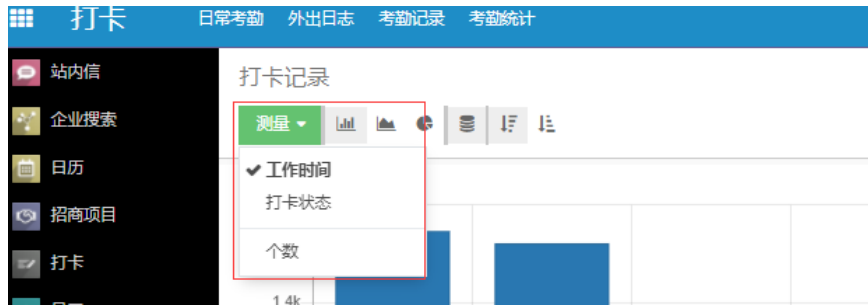 打卡 日常考勤 外出日志 考勤记录 考勤统计
站内信
企业搜索
日历
招商项目
打卡
打卡记录
测量
工作时间
打卡状态
个数
1.4k